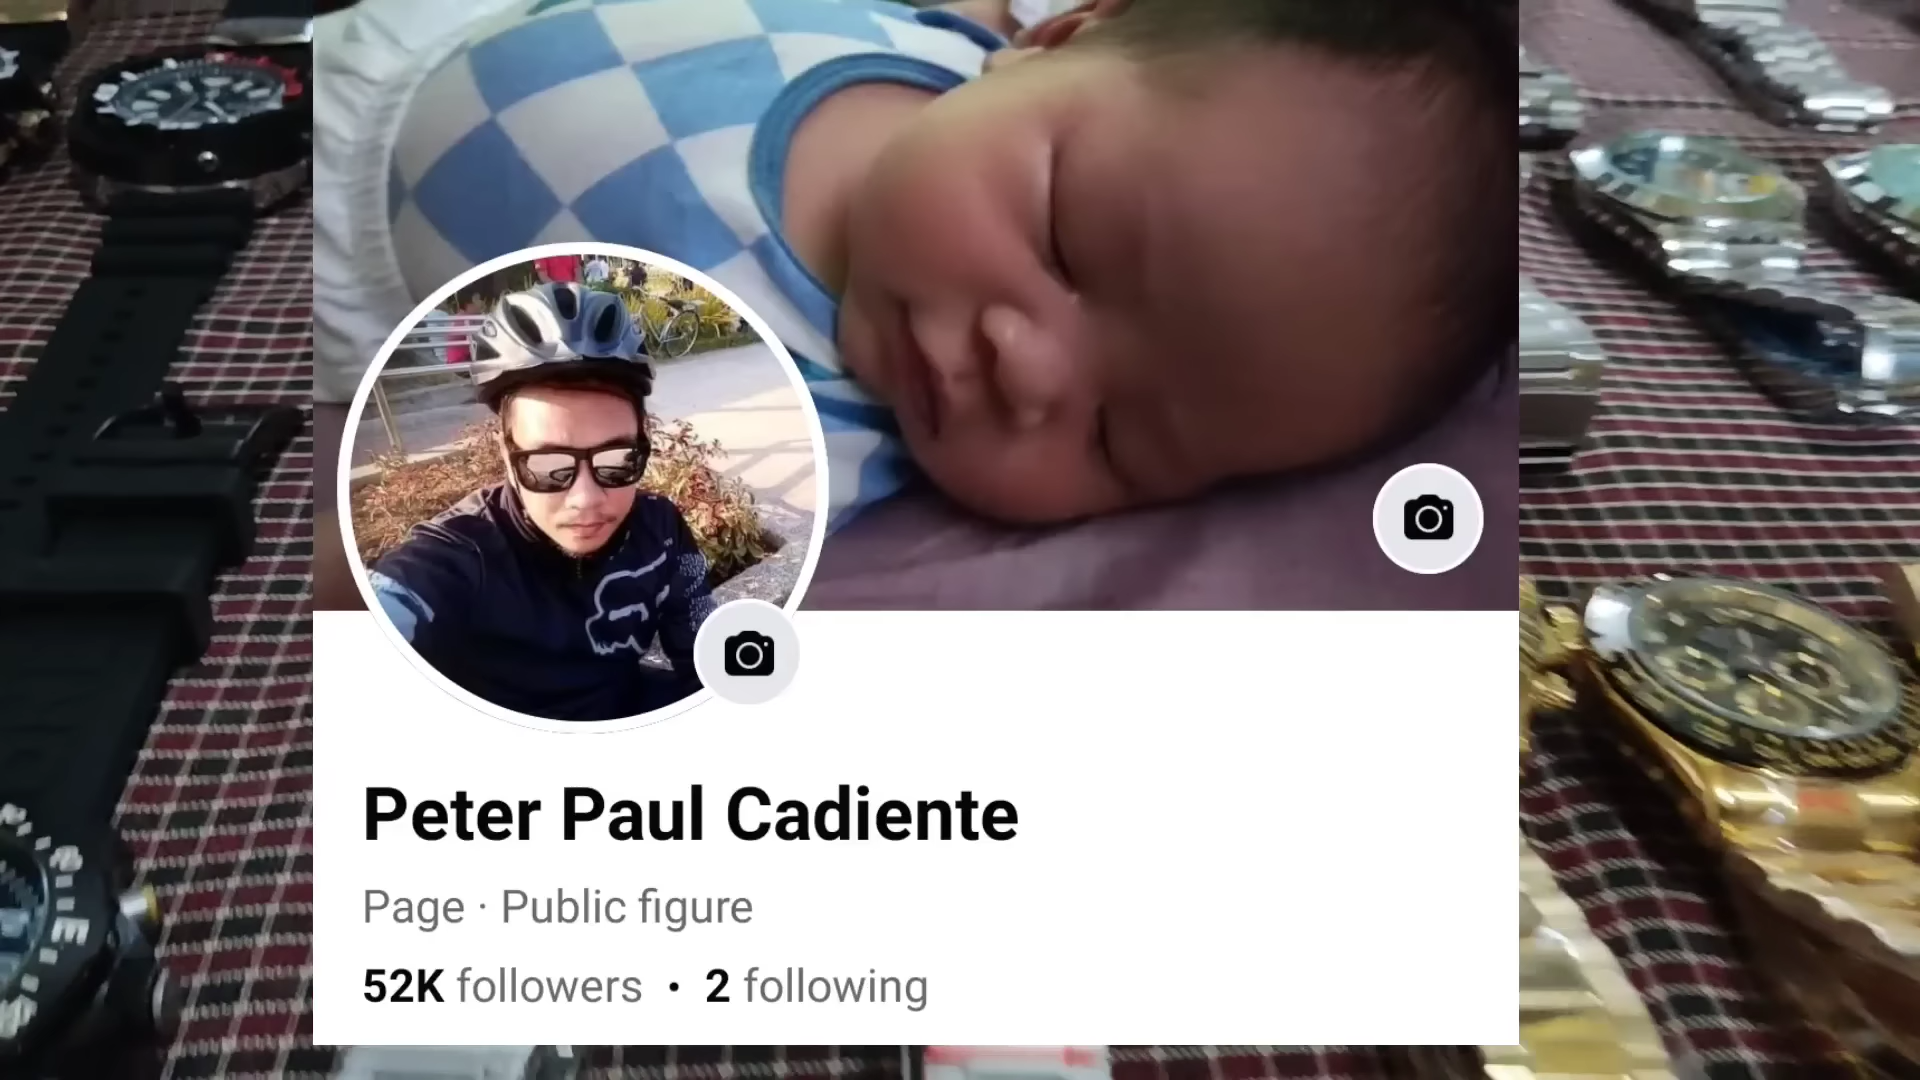 Peter Paul Cadiente
Page · Public figure
52K followers • 2 following